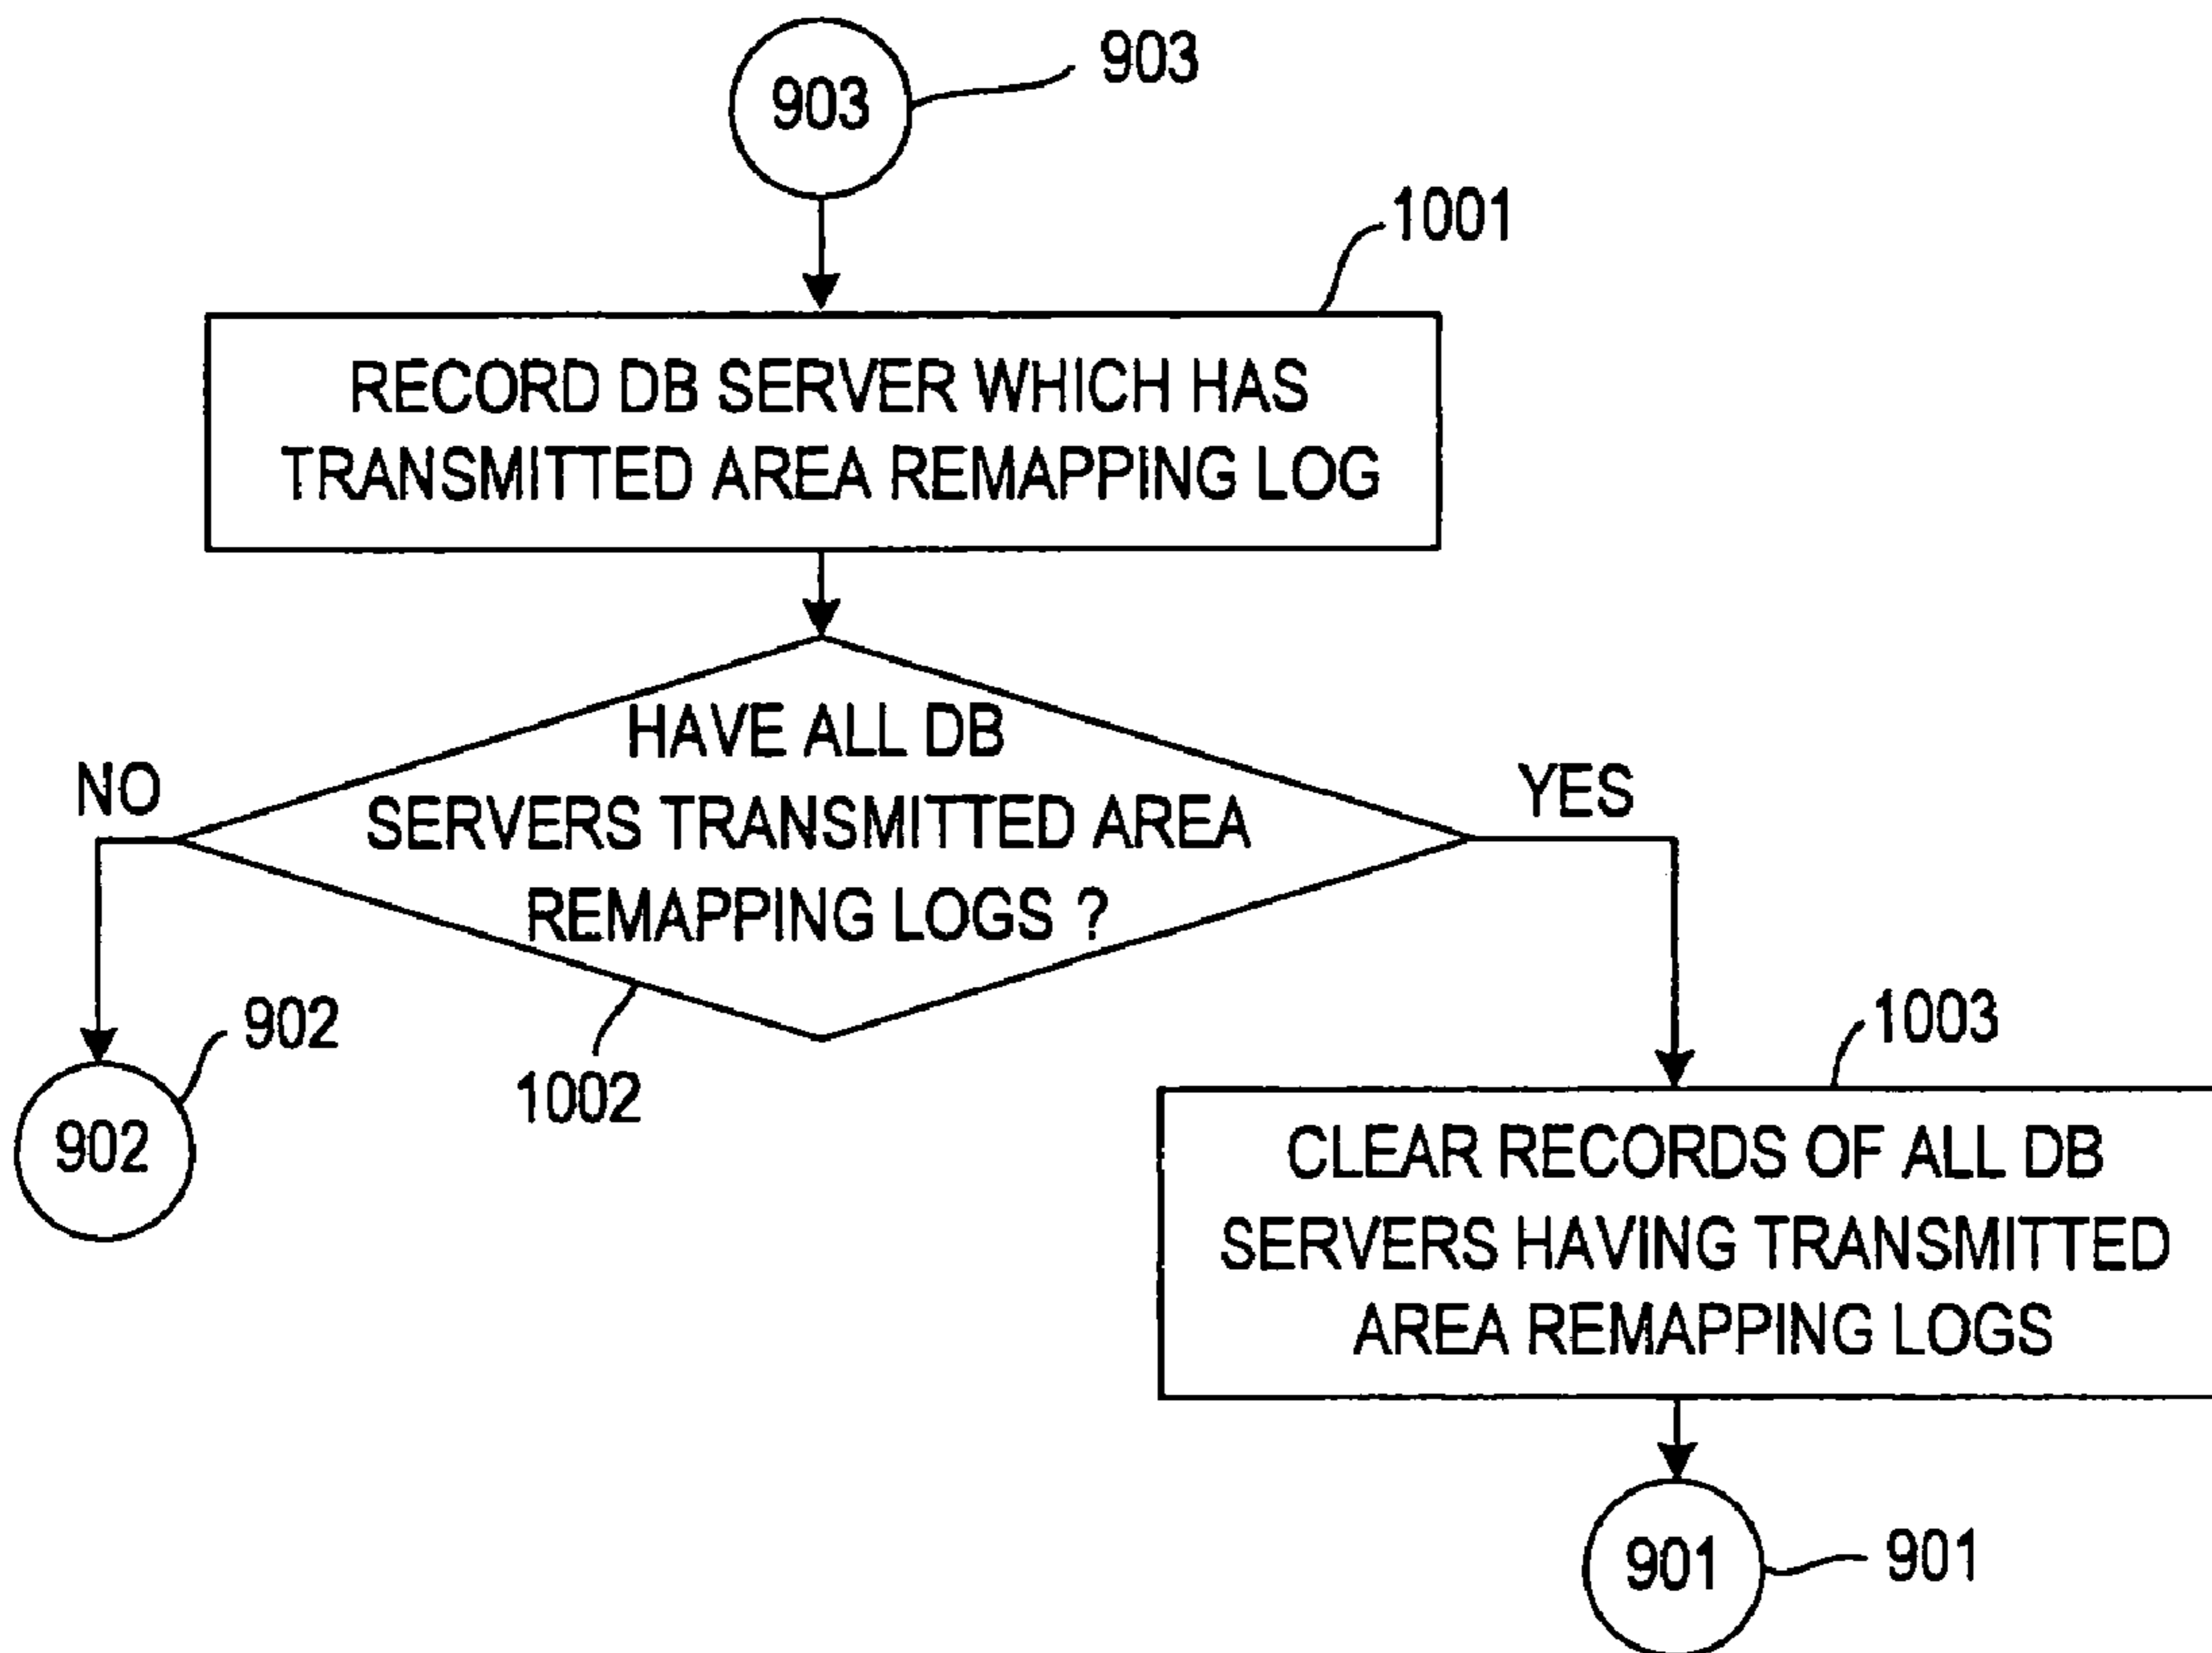 903
903
1001
RECORD DB SERVER WHICH HAS
TRANSMITTED AREA REMAPPING LOG
HAVE ALL DB
SERVERS TRANSMITTED AREA
REMAPPING LOGS ?
NO
YES
902
902
1002
1003
CLEAR RECORDS OF ALL DB
SERVERS HAVING TRANSMITTED
AREA REMAPPING LOGS
901
901